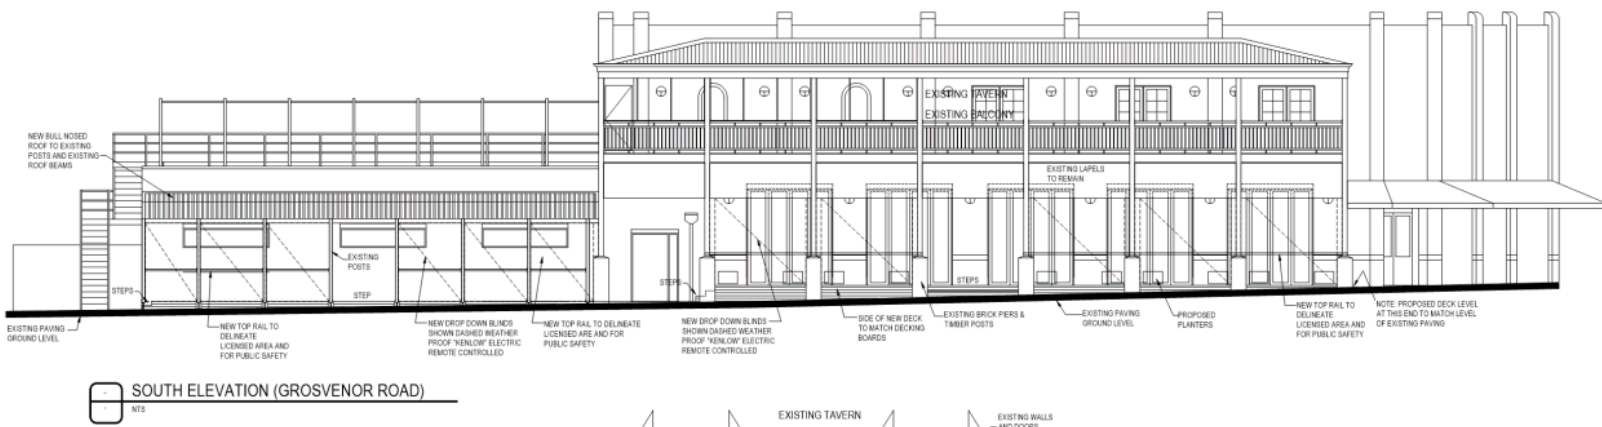 EXISTING TAVERN
EXISTING BALCONY
NEW BULL NOSED
ROOF TO EXISTING
POSTS AND EXISTING
ROOF BEAMS
EXISTING LAPELS
TO REMAIN
EXISTING
POSTS
STEPS
STEP
STEPS
STEPS
EXISTING PAVING
GROUND LEVEL
NEW TOP RAIL TO
DELINEATE
LICENSED AREA AND
FOR PUBLIC SAFETY
NEW DROP DOWN BLINDS
SHOWN DASHED WEATHER
PROOF "KENLOW" ELECTRIC
REMOTE CONTROLLED
NEW TOP RAIL TO DELINEATE
LICENSED ARE AND FOR
PUBLIC SAFETY
NEW DROP DOWN BLINDS
SHOWN DASHED WEATHER
PROOF "KENLOW" ELECTRIC
REMOTE CONTROLLED
SIDE OF NEW DECK
TO MATCH DECKING
BOARDS
EXISTING BRICK PIERS &
TIMBER POSTS
EXISTING PAVING
GROUND LEVEL
PROPOSED
PLANTERS
NEW TOP RAIL TO
DELINEATE
LICENSED AREA AND
FOR PUBLIC SAFETY
NOTE: PROPOSED DECK LEVEL
AT THIS END TO MATCH LEVEL
OF EXISTING PAVING
SOUTH ELEVATION (GROSVENOR ROAD)
NTS
EXISTING TAVERN
EXISTING WALLS
AND DOORS